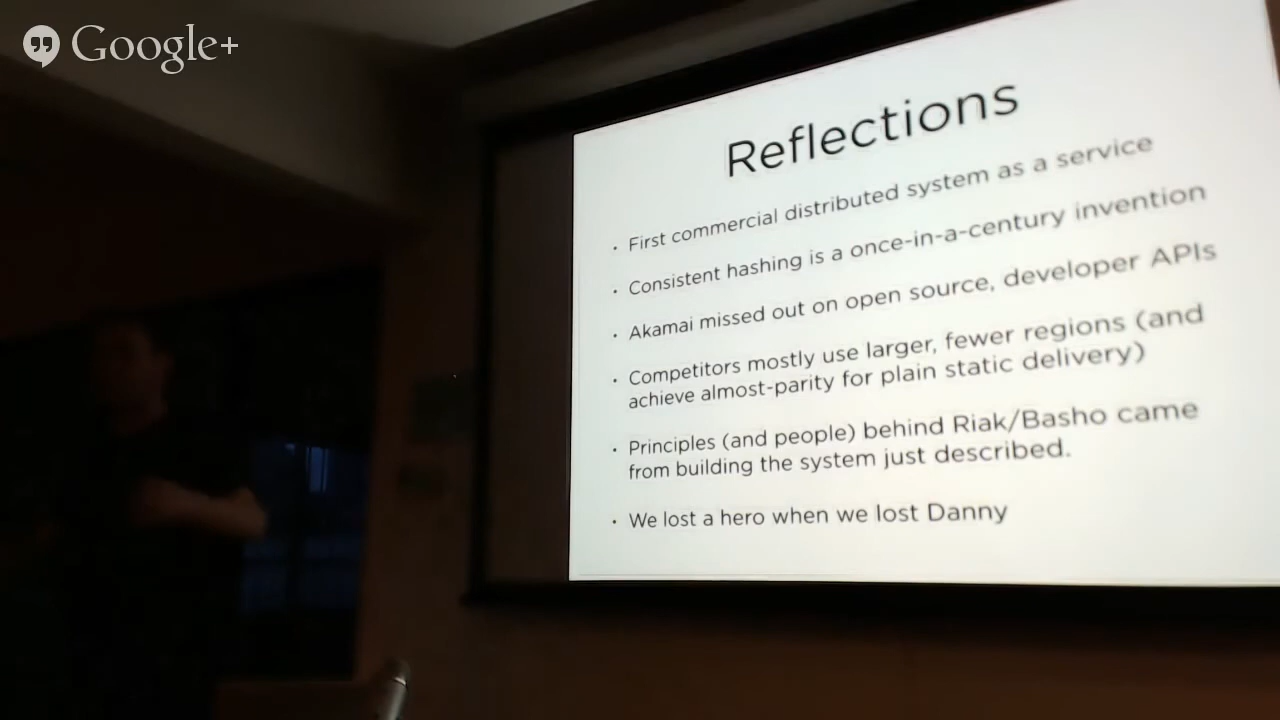 Google+
Reflections
• First commercial distributed system as a service
• Consistent hashing is a once-in-a-century invention
• Akamai missed out on open source, developer APIs
• Competitors mostly use larger, fewer regions (and
achieve almost-parity for plain static delivery)
• Principles (and people) behind Riak/Basho came
from building the system just described.
• We lost a hero when we lost Danny